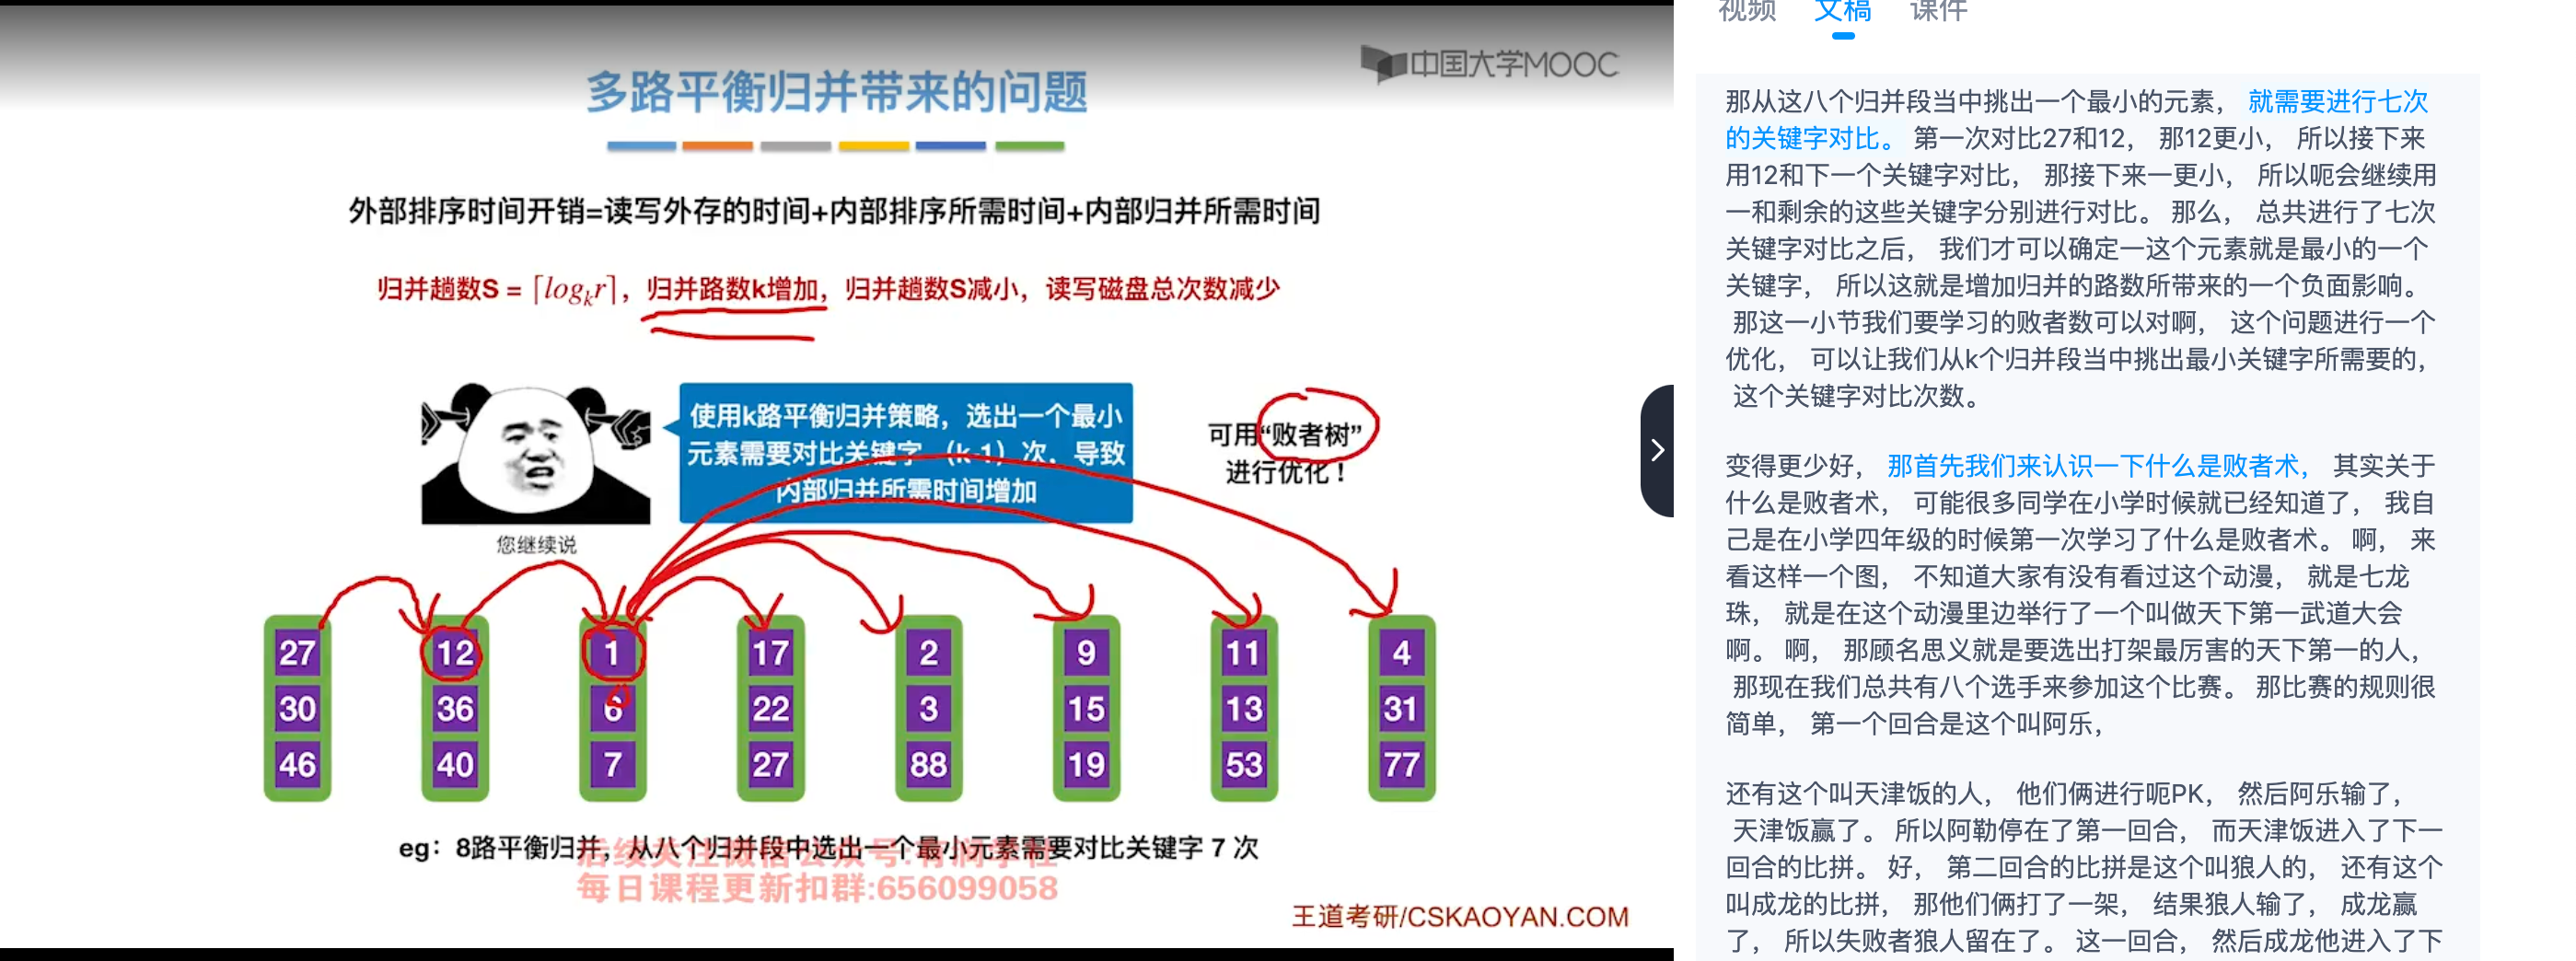 中国大学MOOC
多路平衡归并带来的问题
外部排序时间开销=读写外存的时间+内部排序所需时间+内部归并所需时间
归并趟数S = ⌈logₖr⌉，归并路数k增加，归并趟数S减小，读写磁盘总次数减少
使用k路平衡归并策略，选出一个最小
元素需要对比关键字 （k-1）次，导致
内部归并所需时间增加
可用“败者树”
进行优化！
您继续说
27 12 1 17 2 9 11 4
30 36 6 22 3 15 13 31
46 40 7 27 88 19 53 77
eg：8路平衡归并，从八个归并段中选出一个最小元素需要对比关键字 7 次
每日课程更新扣群:656099058
王道考研/CSKAOYAN.COM
视频 文稿 课件
那从这八个归并段当中挑出一个最小的元素， 就需要进行七次
的关键字对比。 第一次对比27和12， 那12更小， 所以接下来
用12和下一个关键字对比， 那接下来一更小， 所以呃会继续用
一和剩余的这些关键字分别进行对比。 那么， 总共进行了七次
关键字对比之后， 我们才可以确定一这个元素就是最小的一个
关键字， 所以这就是增加归并的路数所带来的一个负面影响。
那这一小节我们要学习的败者数可以对啊， 这个问题进行一个
优化， 可以让我们从k个归并段当中挑出最小关键字所需要的，
这个关键字对比次数。
变得更少好， 那首先我们来认识一下什么是败者术， 其实关于
什么是败者术， 可能很多同学在小学时候就已经知道了， 我自
己是在小学四年级的时候第一次学习了什么是败者术。 啊， 来
看这样一个图， 不知道大家有没有看过这个动漫， 就是七龙
珠， 就是在这个动漫里边举行了一个叫做天下第一武道大会
啊。 啊， 那顾名思义就是要选出打架最厉害的天下第一的人，
那现在我们总共有八个选手来参加这个比赛。 那比赛的规则很
简单， 第一个回合是这个叫阿乐，
还有这个叫天津饭的人， 他们俩进行呃PK， 然后阿乐输了，
天津饭赢了。 所以阿勒停在了第一回合， 而天津饭进入了下一
回合的比拼。 好， 第二回合的比拼是这个叫狼人的， 还有这个
叫成龙的比拼， 那他们俩打了一架， 结果狼人输了， 成龙赢
了， 所以失败者狼人留在了。 这一回合， 然后成龙他进入了下